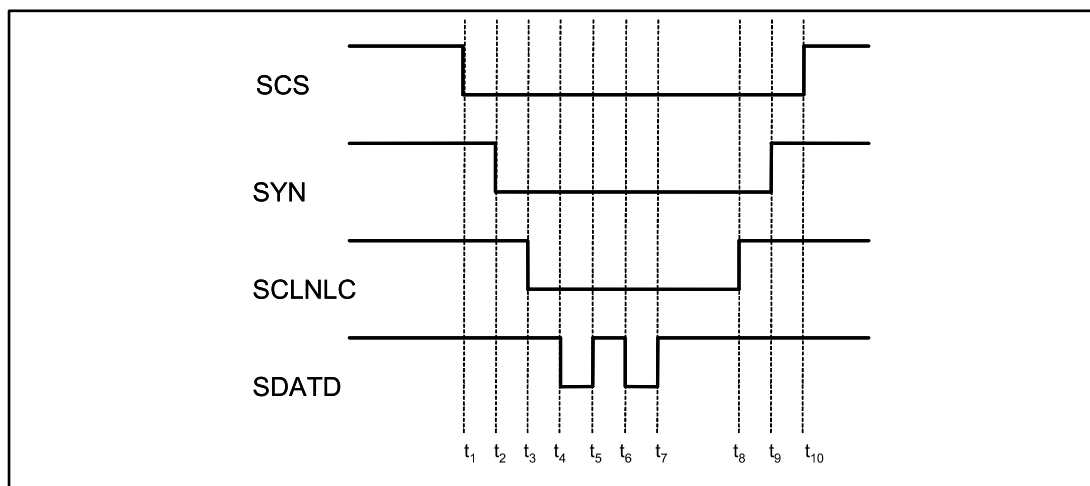 SCS
SYN
SCLNLC
SDATD
t₁ t₂ t₃ t₄ t₅ t₆ t₇ t₈ t₉ t₁₀